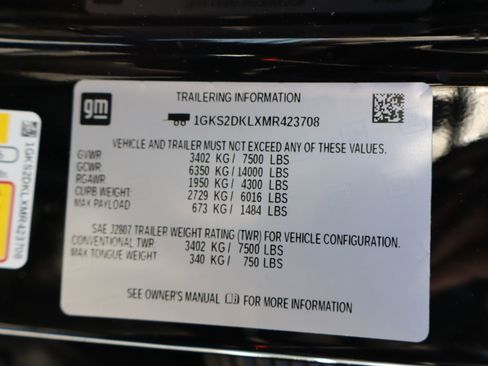 gm
TRAILERING INFORMATION
1GKS2DKLXMR423708
VEHICLE AND TRAILER MUST NOT EXCEED ANY OF THESE VALUES.
GVWR: 3402 KG/ 7500 LBS
GCWR: 6350 KG/14000 LBS
RGAWR: 1950 KG/ 4300 LBS
CURB WEIGHT: 2729 KG/ 6016 LBS
MAX PAYLOAD: 673 KG/ 1484 LBS
SAE J2807 TRAILER WEIGHT RATING (TWR) FOR VEHICLE CONFIGURATION.
CONVENTIONAL TWR: 3402 KG/ 7500 LBS
MAX TONGUE WEIGHT: 340 KG/ 750 LBS
SEE OWNER'S MANUAL FOR MORE INFORMATION
1GKS2DKLXMR423708